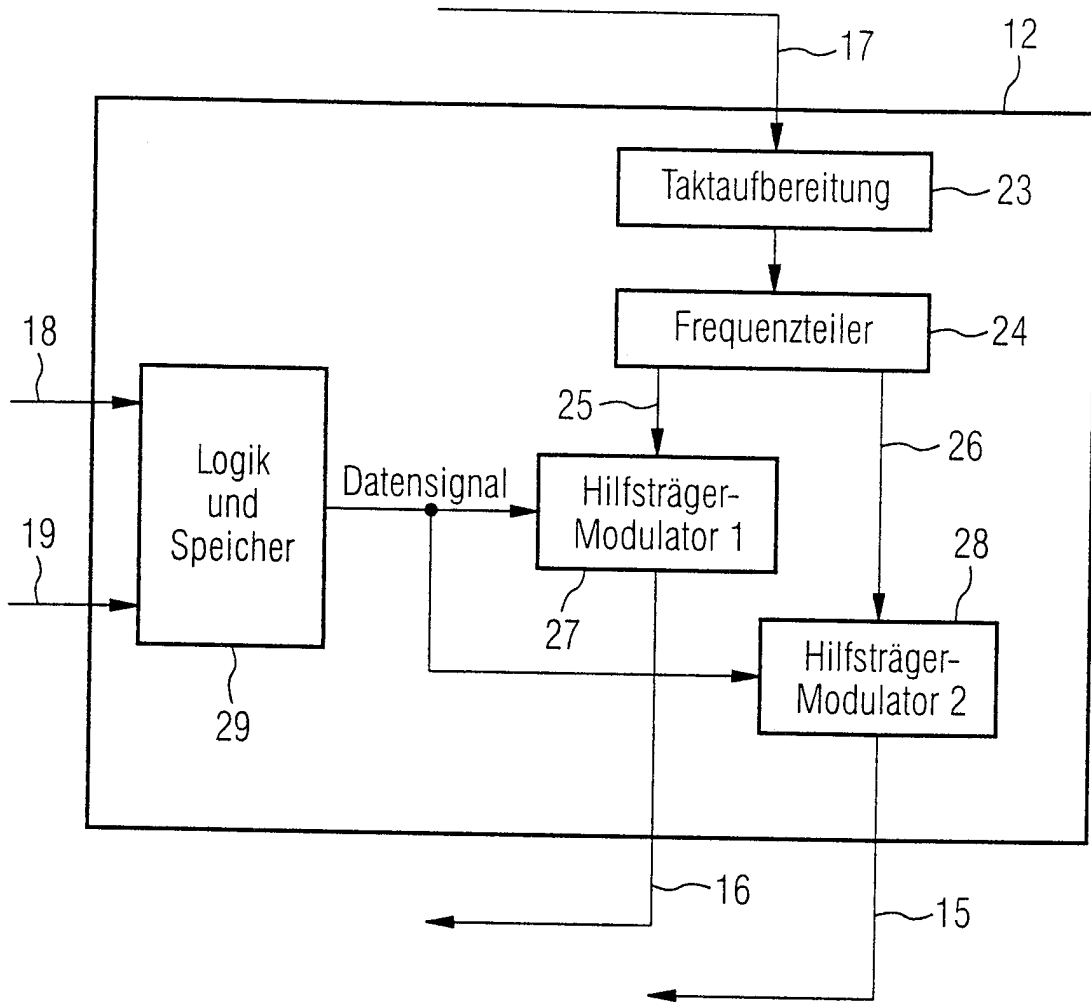 17
12
Taktaufbereitung
23
Frequenzteiler
24
18
25
26
Logik
und
Speicher
Datensignal
Hilfsträger-
Modulator 1
19
27
28
Hilfsträger-
Modulator 2
29
16
15